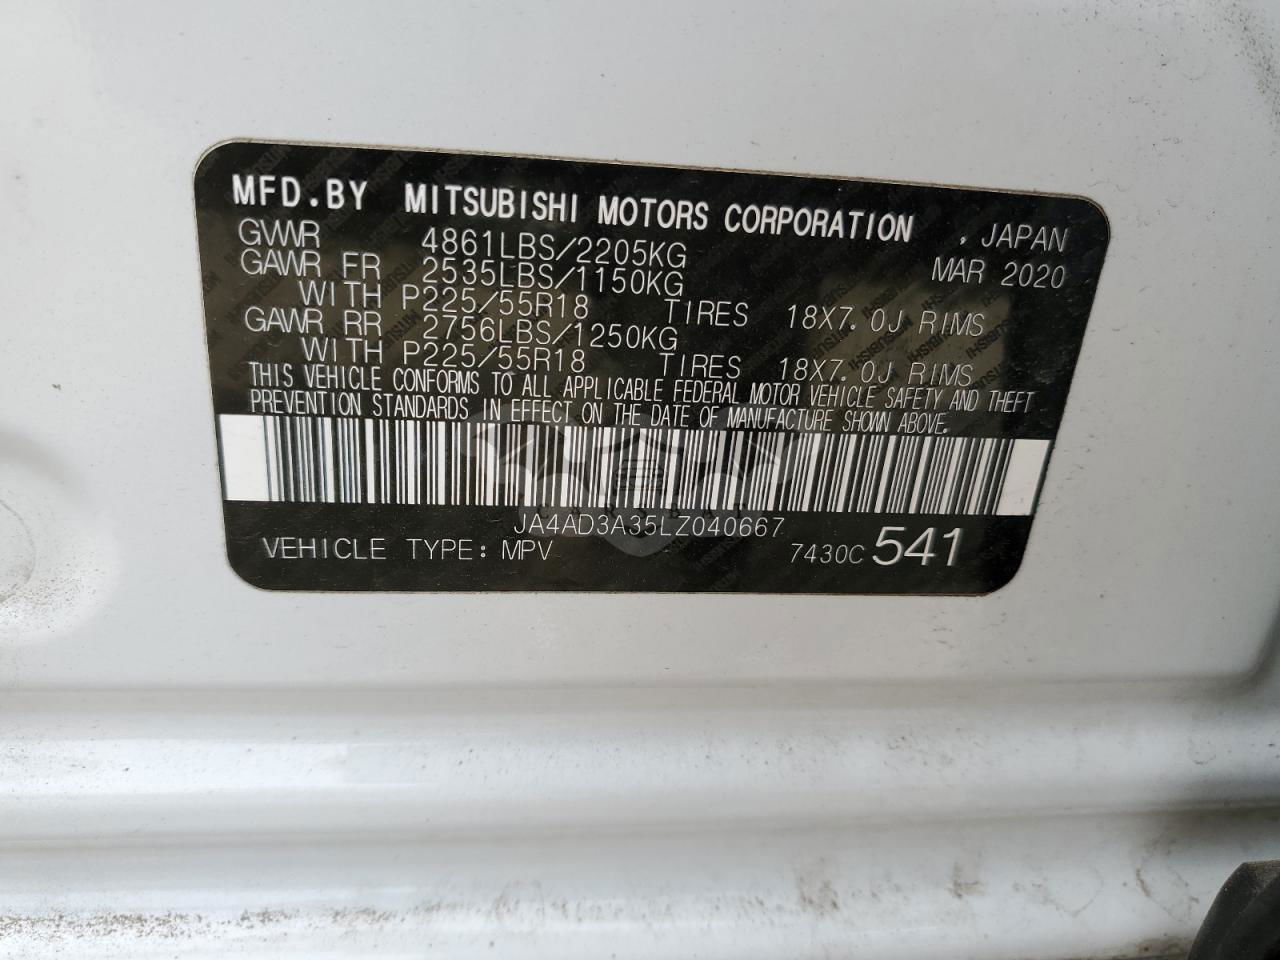 MFD.BY MITSUBISHI MOTORS CORPORATION , JAPAN
GVWR 4861LBS/2205KG MAR 2020
GAWR FR 2535LBS/1150KG
WITH P225/55R18 TIRES 18X7.0J RIMS
GAWR RR 2756LBS/1250KG
WITH P225/55R18 TIRES 18X7.0J RIMS
THIS VEHICLE CONFORMS TO ALL APPLICABLE FEDERAL MOTOR VEHICLE SAFETY AND THEFT
PREVENTION STANDARDS IN EFFECT ON THE DATE OF MANUFACTURE SHOWN ABOVE.
JA4AD3A35LZ040667
VEHICLE TYPE: MPV 7430C 541